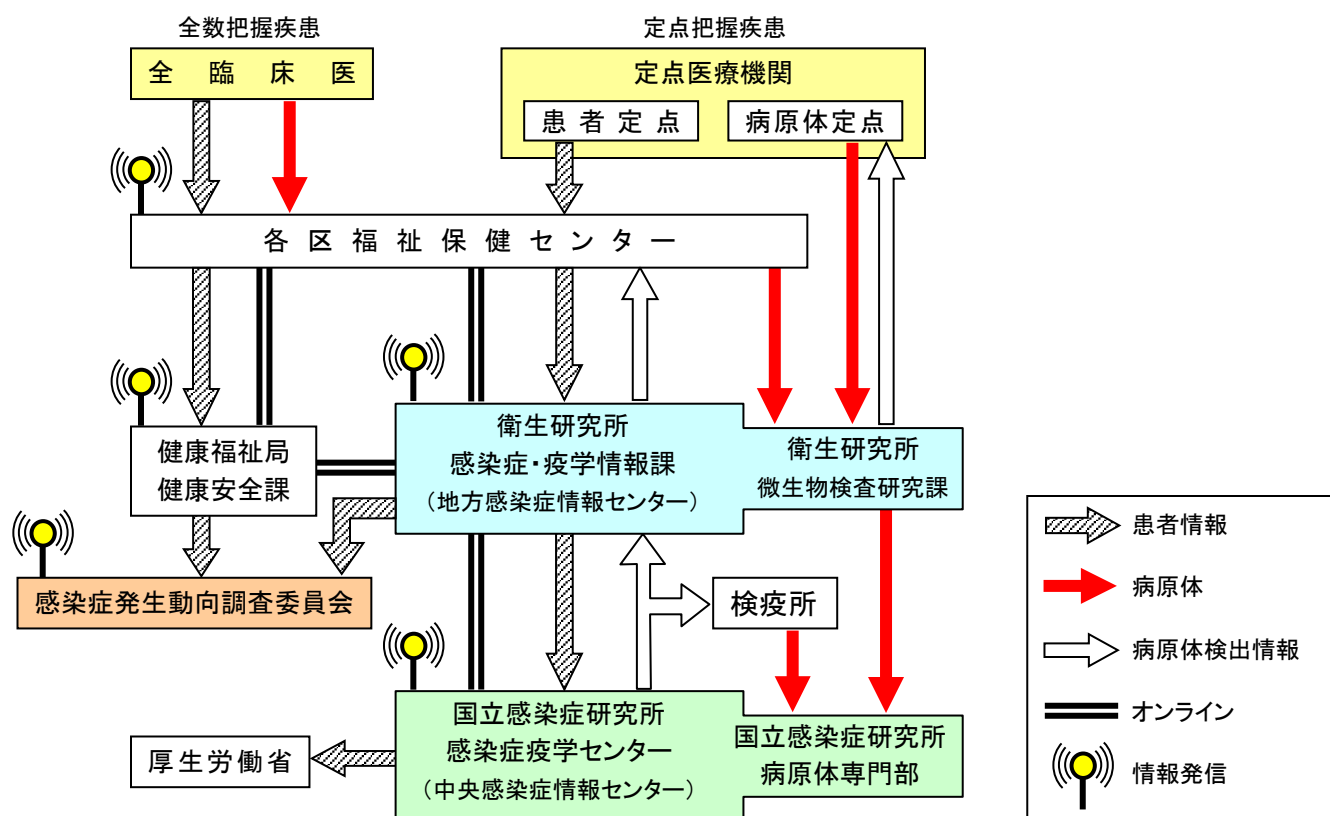 全数把握疾患
定点把握疾患
全臨床医
定点医療機関
患者定点
病原体定点
各区福祉保健センター
健康福祉局
健康安全課
衛生研究所
感染症・疫学情報課
（地方感染症情報センター）
衛生研究所
微生物検査研究課
感染症発生動向調査委員会
検疫所
国立感染症研究所
感染症疫学センター
（中央感染症情報センター）
国立感染症研究所
病原体専門部
厚生労働省
患者情報
病原体
病原体検出情報
オンライン
情報発信